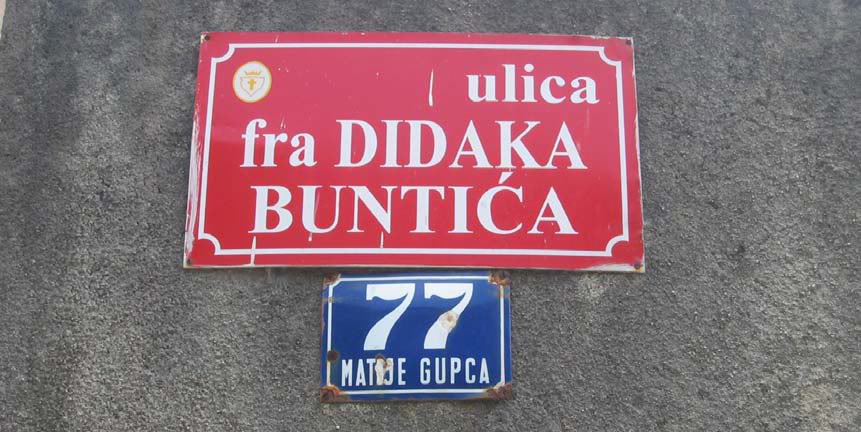 ulica
fra DIDAKA
BUNTIĆA
77
MATIJE GUPCA